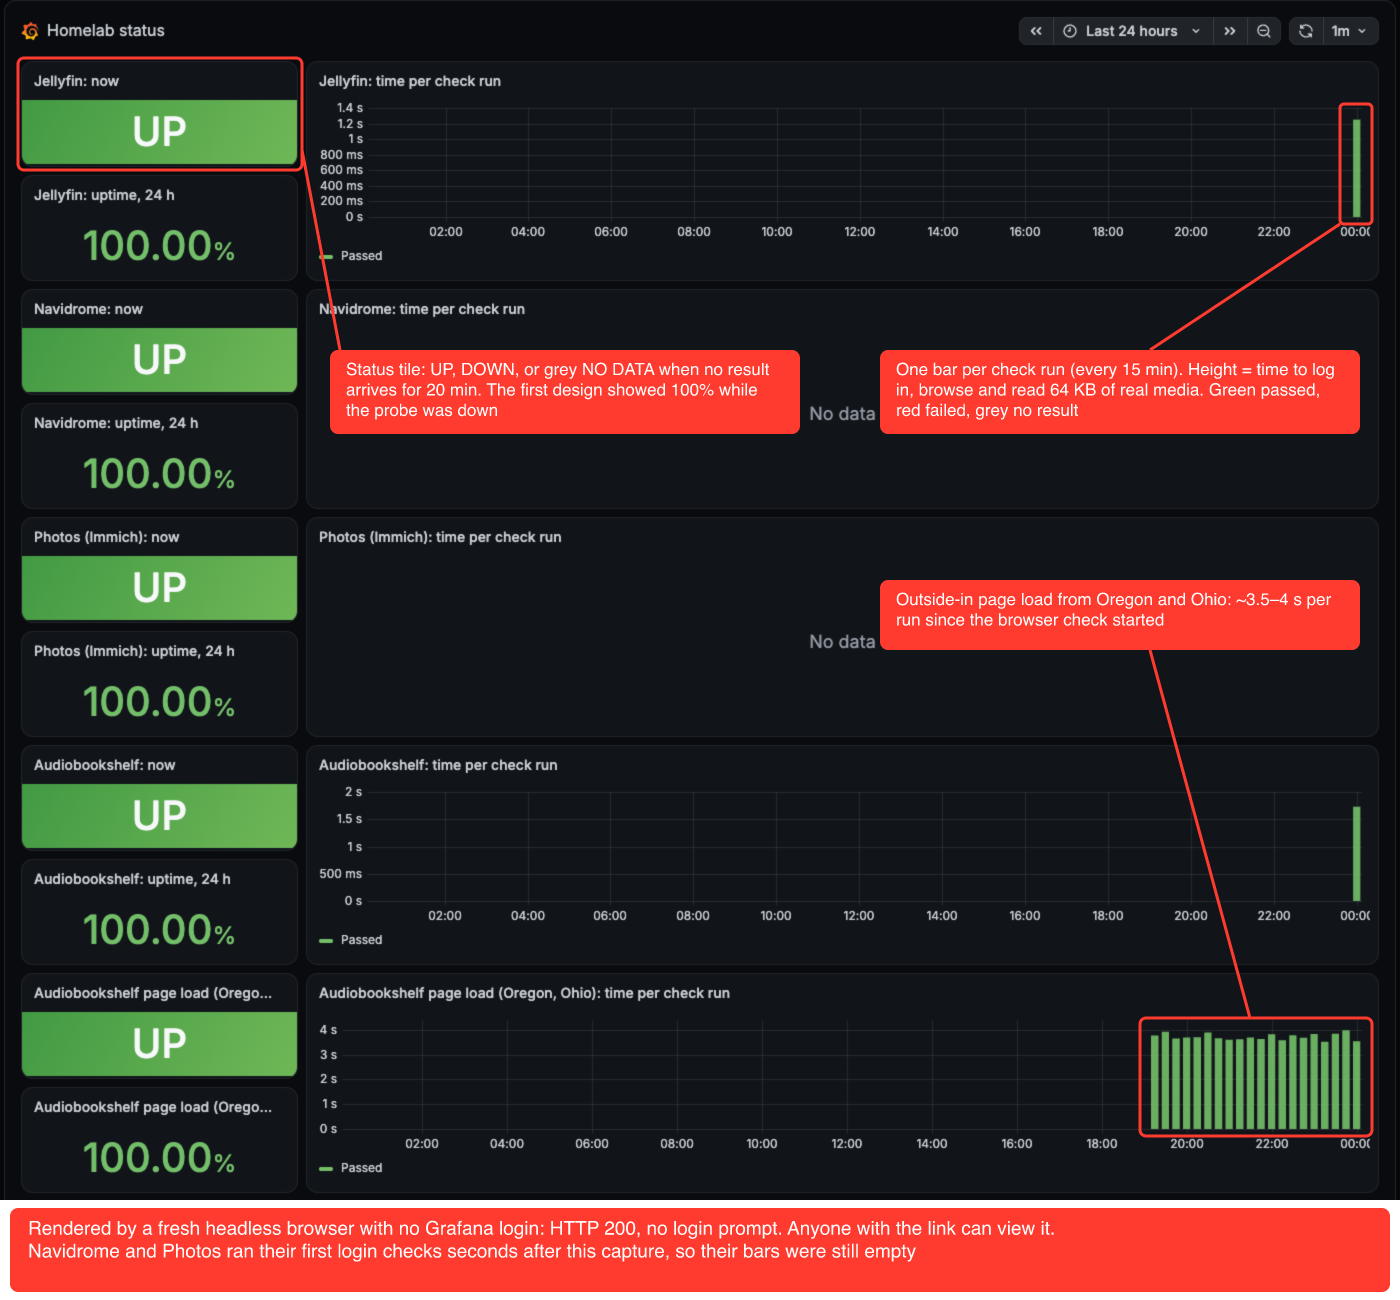 Homelab status
Last 24 hours
1m
Jellyfin: now
UP
Jellyfin: uptime, 24 h
100.00%
Jellyfin: time per check run
1.4 s
1.2 s
1 s
800 ms
600 ms
400 ms
200 ms
0 s
02:00 04:00 06:00 08:00 10:00 12:00 14:00 16:00 18:00 20:00 22:00 00:00
Passed
Navidrome: now
UP
Navidrome: uptime, 24 h
100.00%
Navidrome: time per check run
No data
Status tile: UP, DOWN, or grey NO DATA when no result
arrives for 20 min. The first design showed 100% while
the probe was down
One bar per check run (every 15 min). Height = time to log
in, browse and read 64 KB of real media. Green passed,
red failed, grey no result
Photos (Immich): now
UP
Photos (Immich): uptime, 24 h
100.00%
Photos (Immich): time per check run
No data
Outside-in page load from Oregon and Ohio: ~3.5–4 s per
run since the browser check started
Audiobookshelf: now
UP
Audiobookshelf: uptime, 24 h
100.00%
Audiobookshelf: time per check run
2 s
1.5 s
1 s
500 ms
0 s
02:00 04:00 06:00 08:00 10:00 12:00 14:00 16:00 18:00 20:00 22:00 00:00
Passed
Audiobookshelf page load (Orego...
UP
Audiobookshelf page load (Orego...
100.00%
Audiobookshelf page load (Oregon, Ohio): time per check run
4 s
3 s
2 s
1 s
0 s
02:00 04:00 06:00 08:00 10:00 12:00 14:00 16:00 18:00 20:00 22:00 00:00
Passed
Rendered by a fresh headless browser with no Grafana login: HTTP 200, no login prompt. Anyone with the link can view it.
Navidrome and Photos ran their first login checks seconds after this capture, so their bars were still empty